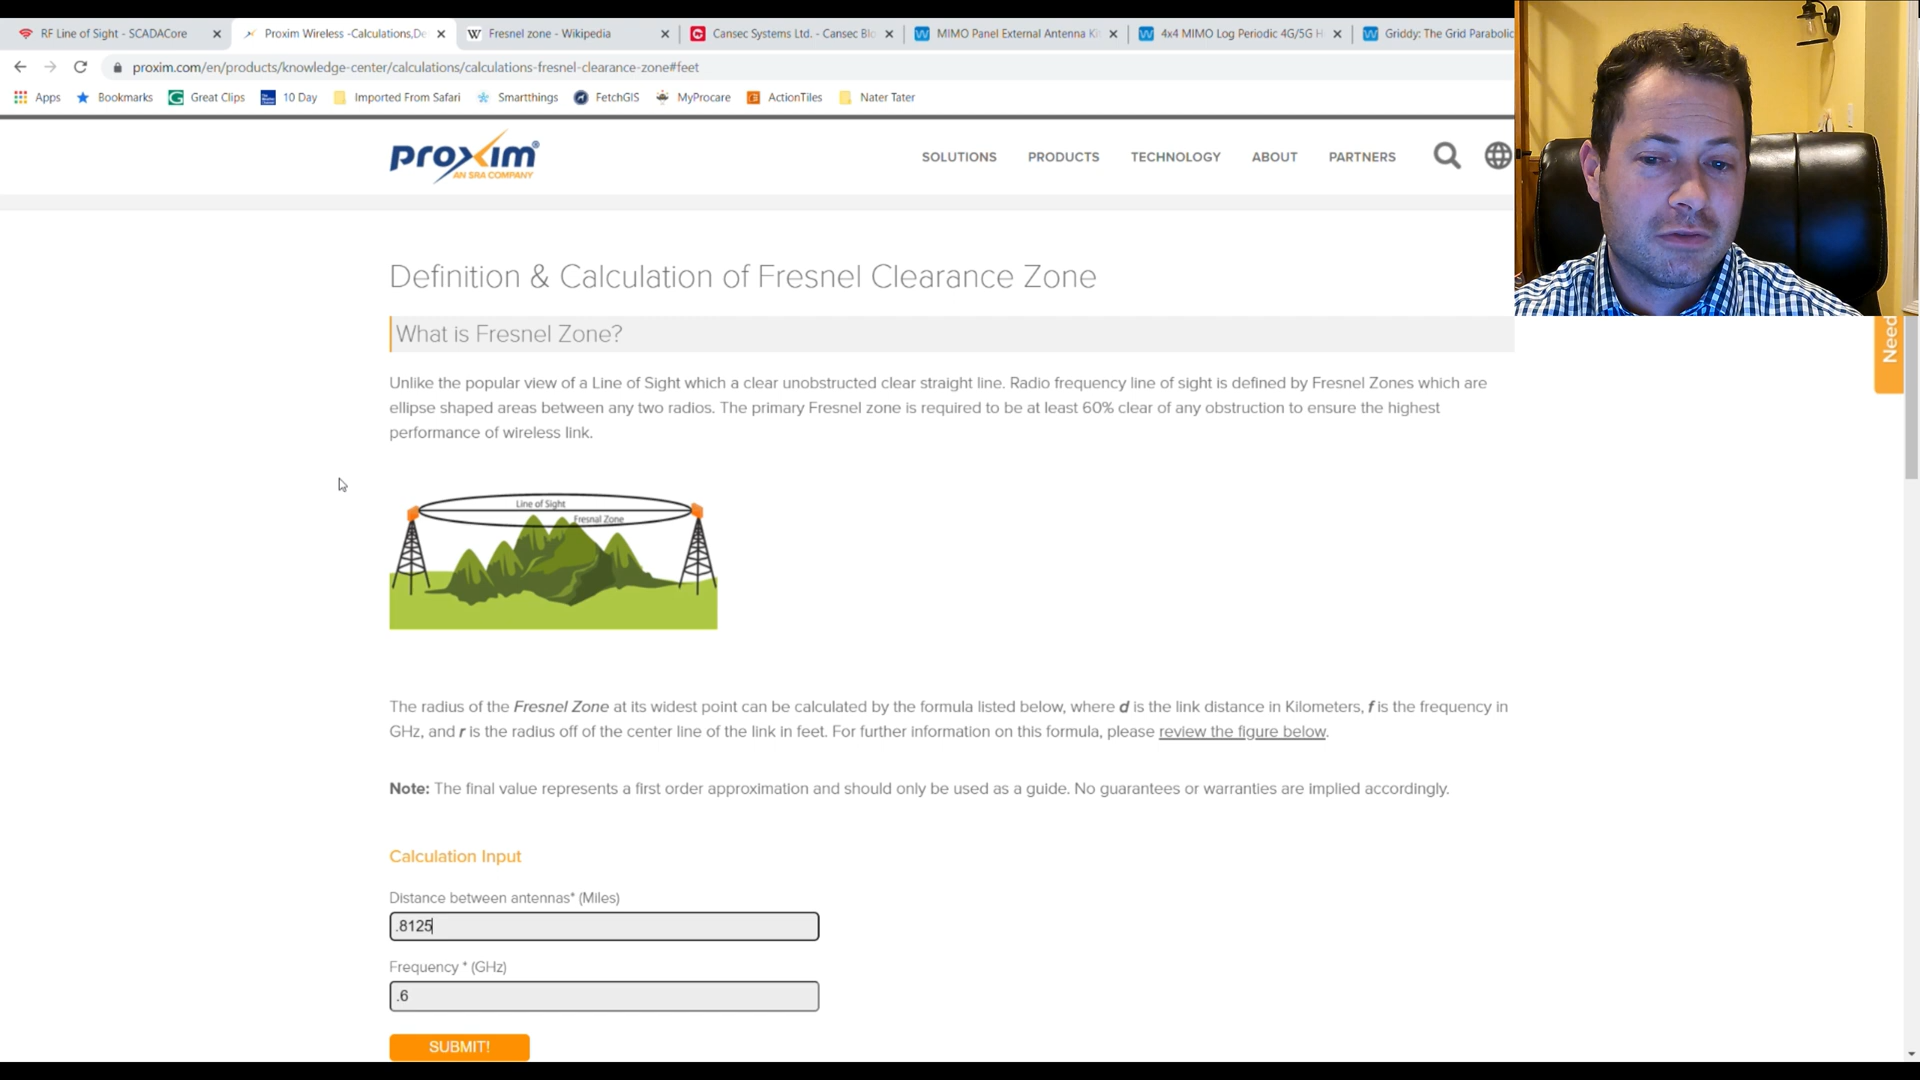 RF Line of Sight - SCADACore
Proxim Wireless -Calculations,De
Fresnel zone - Wikipedia
Cansec Systems Ltd. - Cansec Blo
MIMO Panel External Antenna Ki
4x4 MIMO Log Periodic 4G/5G H
Griddy: The Grid Parabolic
proxim.com/en/products/knowledge-center/calculations/calculations-fresnel-clearance-zone#feet
Apps
Bookmarks
Great Clips
10 Day
Imported From Safari
Smartthings
FetchGIS
MyProcare
ActionTiles
Nater Tater
proxim®
AN SRA COMPANY
SOLUTIONS
PRODUCTS
TECHNOLOGY
ABOUT
PARTNERS
Need
Definition & Calculation of Fresnel Clearance Zone
What is Fresnel Zone?
Unlike the popular view of a Line of Sight which a clear unobstructed clear straight line. Radio frequency line of sight is defined by Fresnel Zones which are
ellipse shaped areas between any two radios. The primary Fresnel zone is required to be at least 60% clear of any obstruction to ensure the highest
performance of wireless link.
Line of Sight
Fresnal Zone
The radius of the Fresnel Zone at its widest point can be calculated by the formula listed below, where d is the link distance in Kilometers, f is the frequency in
GHz, and r is the radius off of the center line of the link in feet. For further information on this formula, please review the figure below.
Note: The final value represents a first order approximation and should only be used as a guide. No guarantees or warranties are implied accordingly.
Calculation Input
Distance between antennas* (Miles)
.8125
Frequency * (GHz)
.6
SUBMIT!